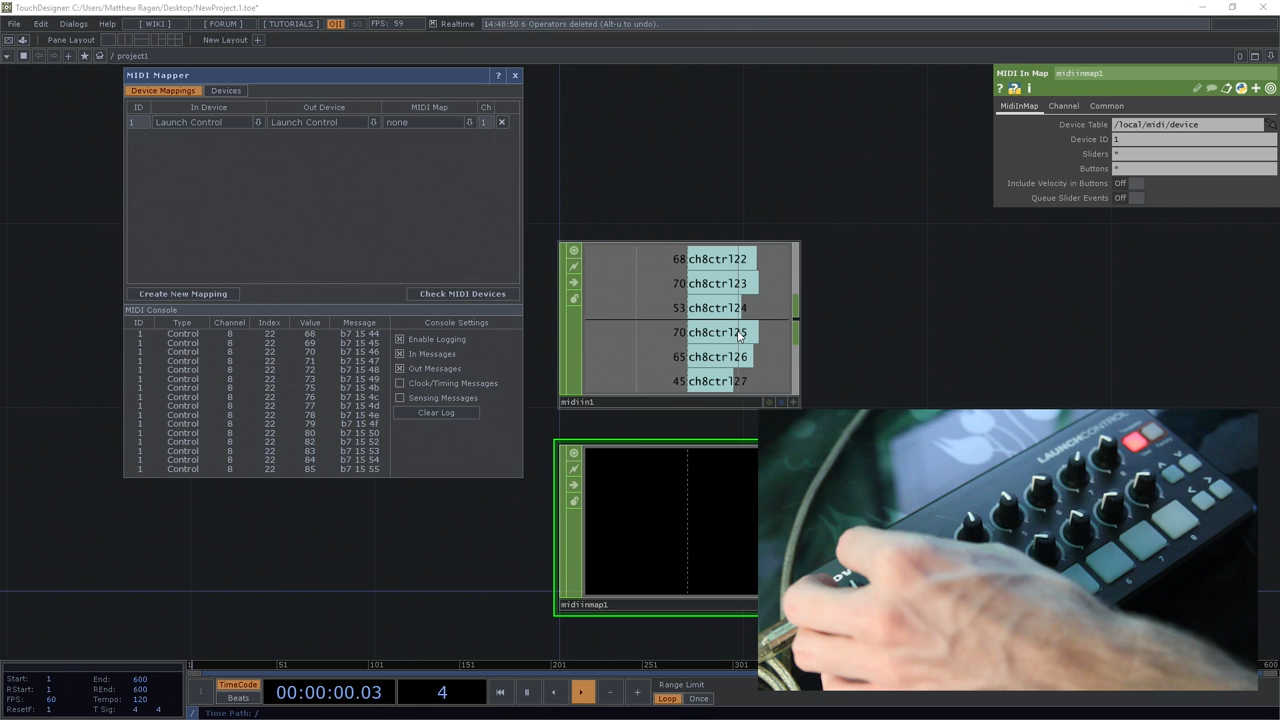 TouchDesigner: C:/Users/Matthew Ragan/Desktop/NewProject.1.toe*
File Edit Dialogs Help [ WIKI ] [ FORUM ] [ TUTORIALS ] O|I 60 FPS: 59 Realtime 14:48:50 6 Operators deleted (Alt-u to undo).
Pane Layout New Layout +
/ project1
MIDI Mapper ? x
Device Mappings Devices
ID In Device Out Device MIDI Map Ch
1 Launch Control Launch Control none 1
Create New Mapping Check MIDI Devices
MIDI Console
ID Type Channel Index Value Message Console Settings
1 Control 8 22 68 b7 15 44
1 Control 8 22 69 b7 15 45
1 Control 8 22 70 b7 15 46
1 Control 8 22 71 b7 15 47
1 Control 8 22 72 b7 15 48
1 Control 8 22 73 b7 15 49
1 Control 8 22 75 b7 15 4b
1 Control 8 22 76 b7 15 4c
1 Control 8 22 77 b7 15 4d
1 Control 8 22 78 b7 15 4e
1 Control 8 22 79 b7 15 4f
1 Control 8 22 80 b7 15 50
1 Control 8 22 82 b7 15 52
1 Control 8 22 83 b7 15 53
1 Control 8 22 84 b7 15 54
1 Control 8 22 85 b7 15 55
Enable Logging
In Messages
Out Messages
Clock/Timing Messages
Sensing Messages
Clear Log
68 ch8ctrl22
70 ch8ctrl23
53 ch8ctrl24
70 ch8ctrl25
65 ch8ctrl26
45 ch8ctrl27
midiin1
midiinmap1
MIDI In Map midiinmap1
? ? i
MidiInMap Channel Common
Device Table /local/midi/device
Device ID 1
Sliders *
Buttons *
Include Velocity in Buttons Off
Queue Slider Events Off
LAUNCHCONTROL
6 7 8
1 51 101 151 201 251 301 600
Start: 1 End: 600
RStart: 1 REnd: 600
FPS: 60 Tempo: 120
ResetF: 1 T Sig: 4 4
TimeCode
Beats
00:00:00.03 4
Range Limit
Loop Once
/ Time Path: /